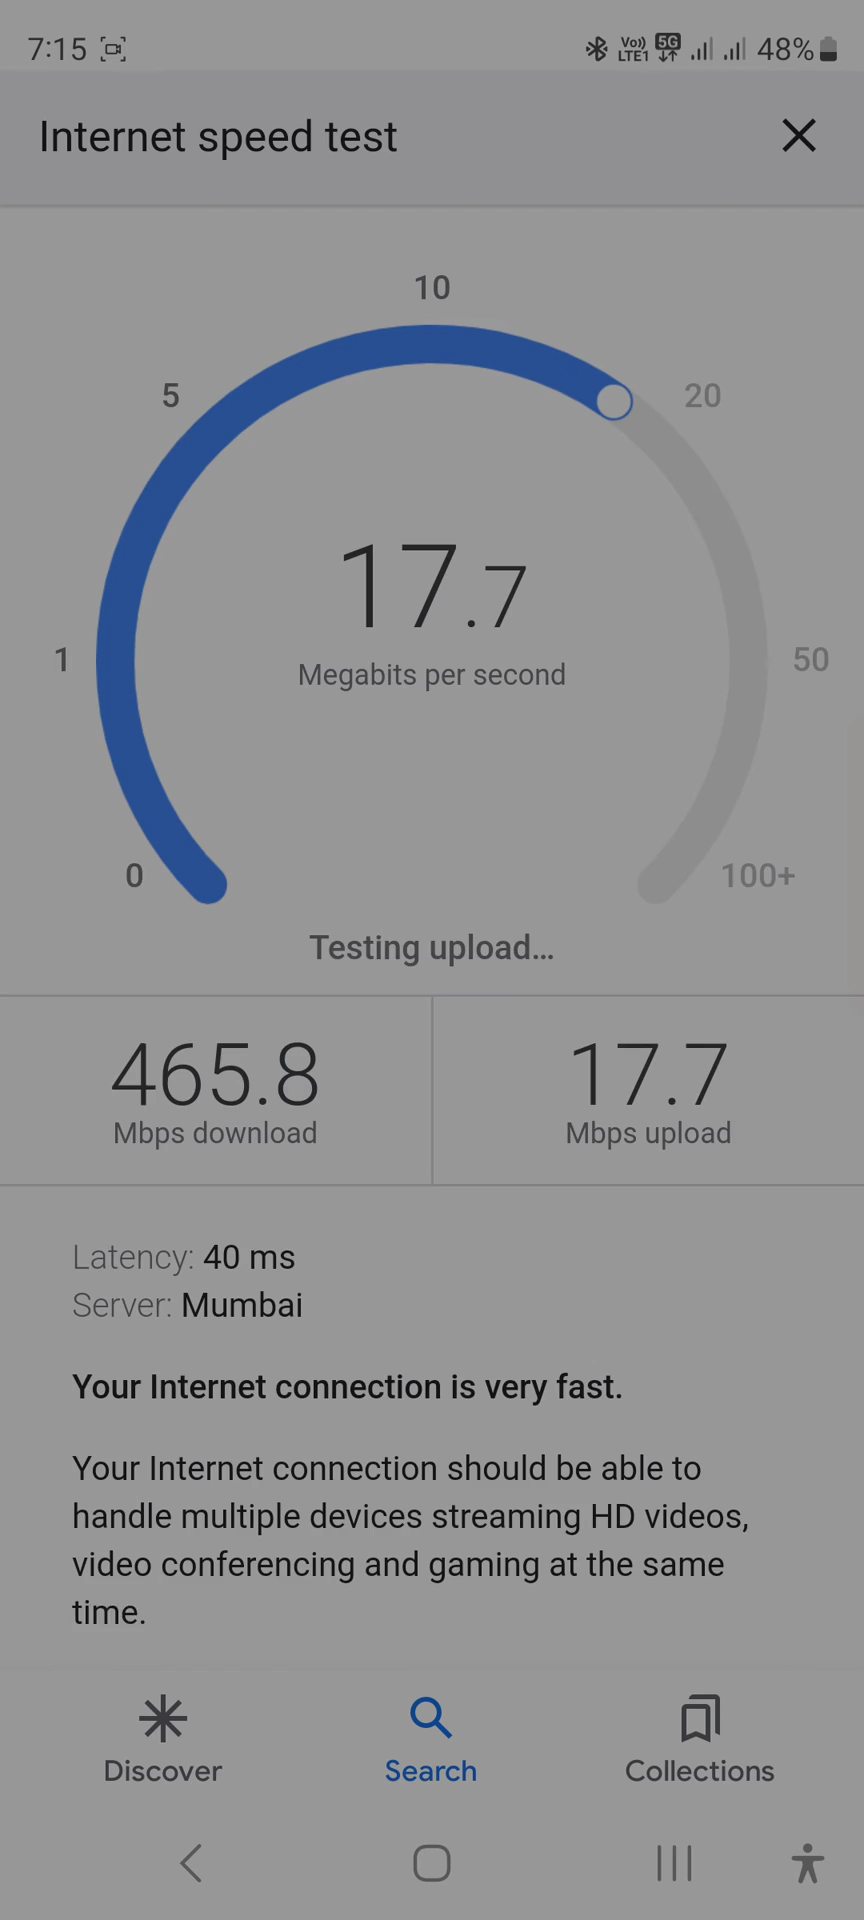 7:15 Vo)) LTE1 5G 48%
Internet speed test
10
5 20
17.7
Megabits per second
1 50
0 100+
Testing upload...
465.8 17.7
Mbps download Mbps upload
Latency: 40 ms
Server: Mumbai
Your Internet connection is very fast.
Your Internet connection should be able to
handle multiple devices streaming HD videos,
video conferencing and gaming at the same
time.
Discover Search Collections